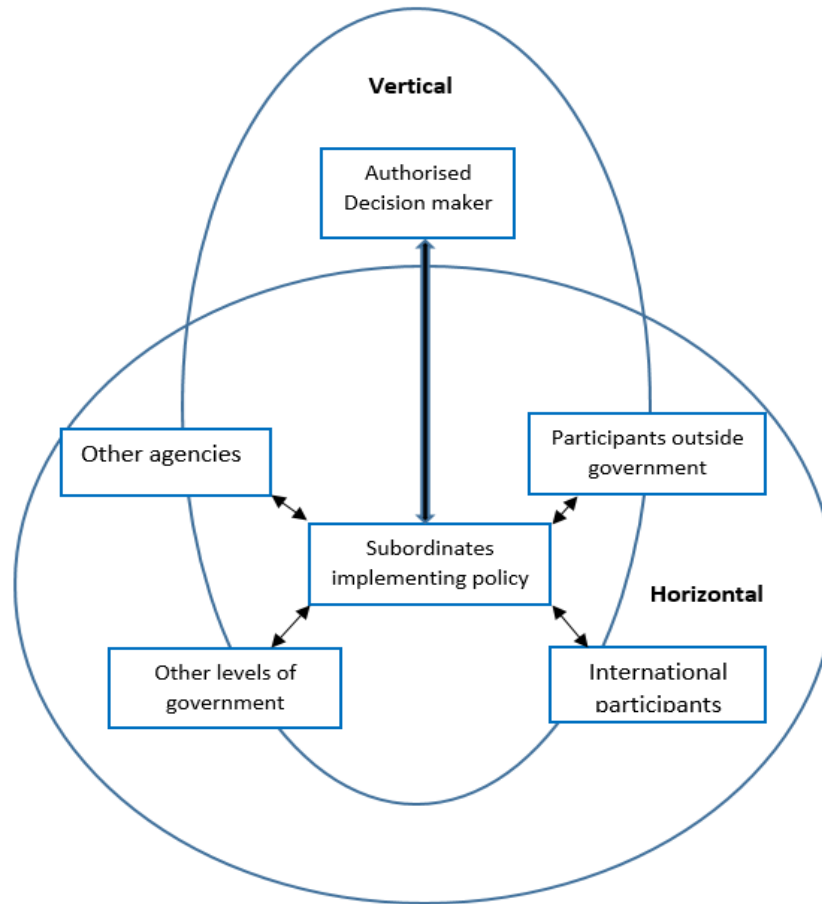 Vertical
Authorised
Decision maker
Other agencies
Participants outside
government
Subordinates
implementing policy
Horizontal
Other levels of
government
International
participants